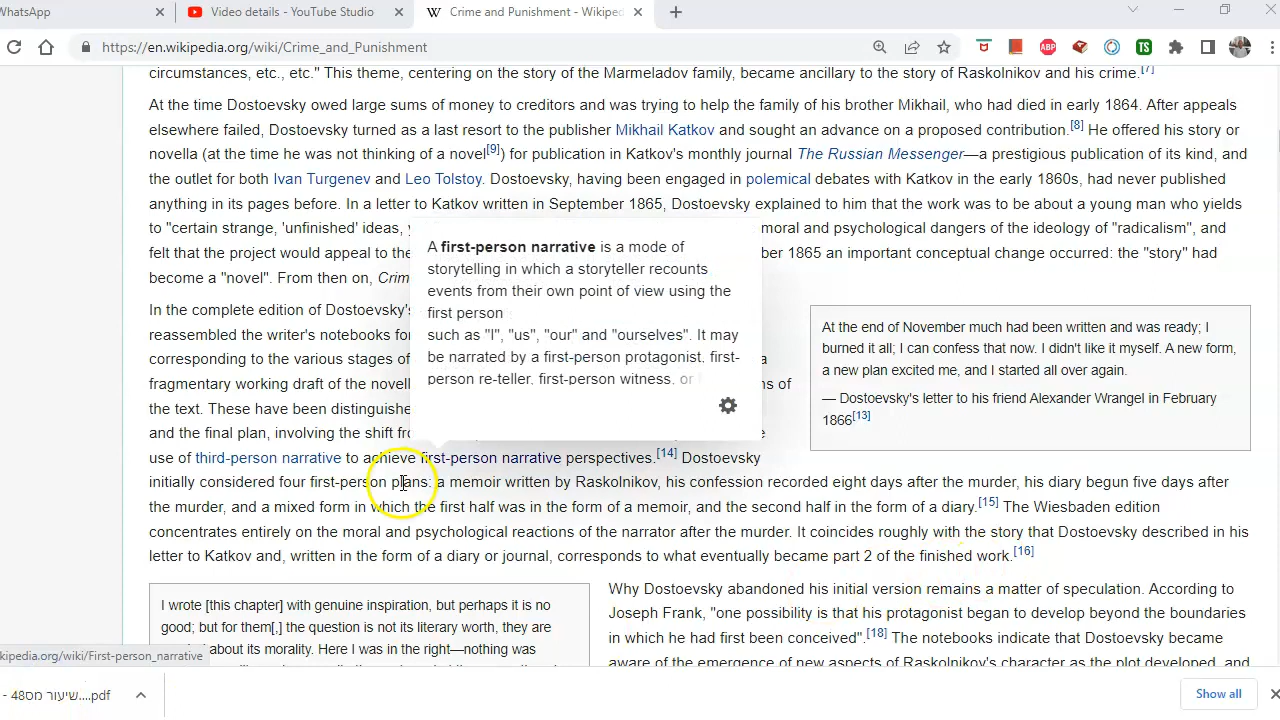 WhatsApp
Video details - YouTube Studio
Crime and Punishment - Wikiped
https://en.wikipedia.org/wiki/Crime_and_Punishment
ABP
TS
circumstances, etc., etc." This theme, centering on the story of the Marmeladov family, became ancillary to the story of Raskolnikov and his crime.[7]
At the time Dostoevsky owed large sums of money to creditors and was trying to help the family of his brother Mikhail, who had died in early 1864. After appeals
elsewhere failed, Dostoevsky turned as a last resort to the publisher Mikhail Katkov and sought an advance on a proposed contribution.[8] He offered his story or
novella (at the time he was not thinking of a novel[9]) for publication in Katkov's monthly journal The Russian Messenger—a prestigious publication of its kind, and
the outlet for both Ivan Turgenev and Leo Tolstoy. Dostoevsky, having been engaged in polemical debates with Katkov in the early 1860s, had never published
anything in its pages before. In a letter to Katkov written in September 1865, Dostoevsky explained to him that the work was to be about a young man who yields
to "certain strange, 'unfinished' ideas, moral and psychological dangers of the ideology of "radicalism", and
felt that the project would appeal to the 1865 an important conceptual change occurred: the "story" had
become a "novel". From then on,
A first-person narrative is a mode of
storytelling in which a storyteller recounts
events from their own point of view using the
first person
such as "I", "us", "our" and "ourselves". It may
be narrated by a first-person protagonist, first-
person re-teller, first-person witness, or
In the complete edition of Dostoevsky's
reassembled the writer's notebooks for
corresponding to the various stages of a
fragmentary working draft of the novel of
the text. These have been distinguished
and the final plan, involving the shift
use of third-person narrative to achieve first-person narrative perspectives.[14] Dostoevsky
initially considered four first-person plans: a memoir written by Raskolnikov, his confession recorded eight days after the murder, his diary begun five days after
the murder, and a mixed form in which the first half was in the form of a memoir, and the second half in the form of a diary.[15] The Wiesbaden edition
concentrates entirely on the moral and psychological reactions of the narrator after the murder. It coincides roughly with the story that Dostoevsky described in his
letter to Katkov and, written in the form of a diary or journal, corresponds to what eventually became part 2 of the finished work.[16]
At the end of November much had been written and was ready; I
burned it all; I can confess that now. I didn't like it myself. A new form,
a new plan excited me, and I started all over again.
— Dostoevsky's letter to his friend Alexander Wrangel in February
1866[13]
I wrote [this chapter] with genuine inspiration, but perhaps it is no
good; but for them[,] the question is not its literary worth, they are
about its morality. Here I was in the right—nothing was
Why Dostoevsky abandoned his initial version remains a matter of speculation. According to
Joseph Frank, "one possibility is that his protagonist began to develop beyond the boundaries
in which he had first been conceived".[18] The notebooks indicate that Dostoevsky became
aware of the emergence of new aspects of Raskolnikov's character as the plot developed, and
kipedia.org/wiki/First-person_narrative
- 48שיעור מס....pdf
Show all